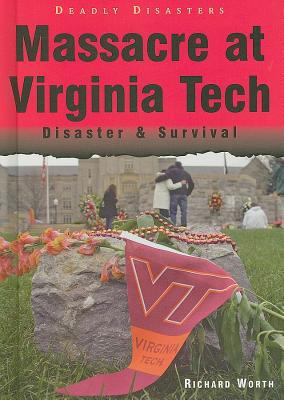 DEADLY DISASTERS
Massacre at
Virginia Tech
Disaster & Survival
VT
VIRGINIA
TECH
RICHARD WORTH